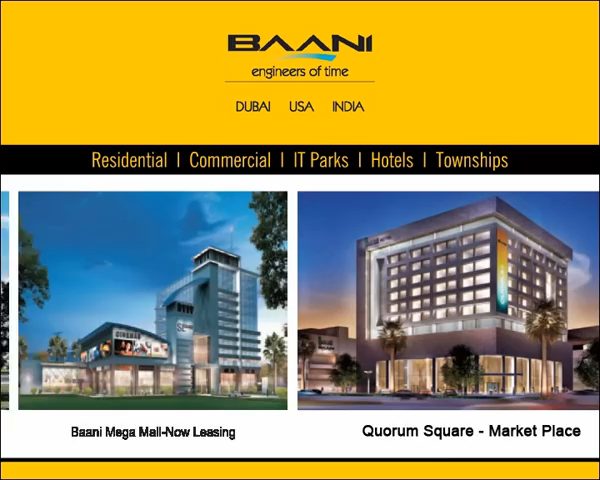 BAANI
engineers of time
DUBAI USA INDIA
Residential | Commercial | IT Parks | Hotels | Townships
CINEMAS
Baani Mega Mall-Now Leasing
Quorum Square - Market Place